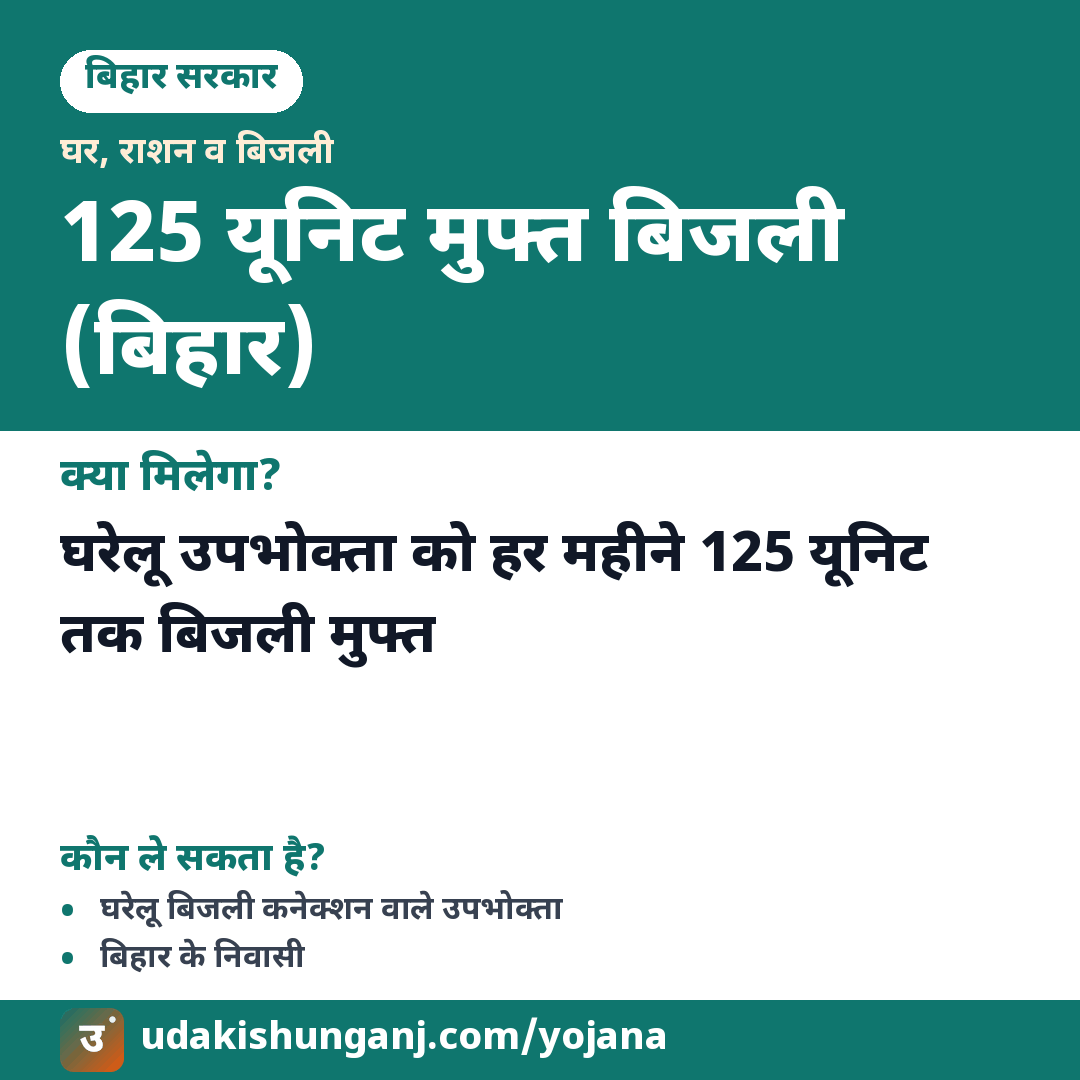 बिहार सरकार
घर, राशन व बिजली
125 यूनिट मुफ्त बिजली
(बिहार)
क्या मिलेगा?
घरेलू उपभोक्ता को हर महीने 125 यूनिट
तक बिजली मुफ्त
कौन ले सकता है?
• घरेलू बिजली कनेक्शन वाले उपभोक्ता
• बिहार के निवासी
उ udakishunganj.com/yojana